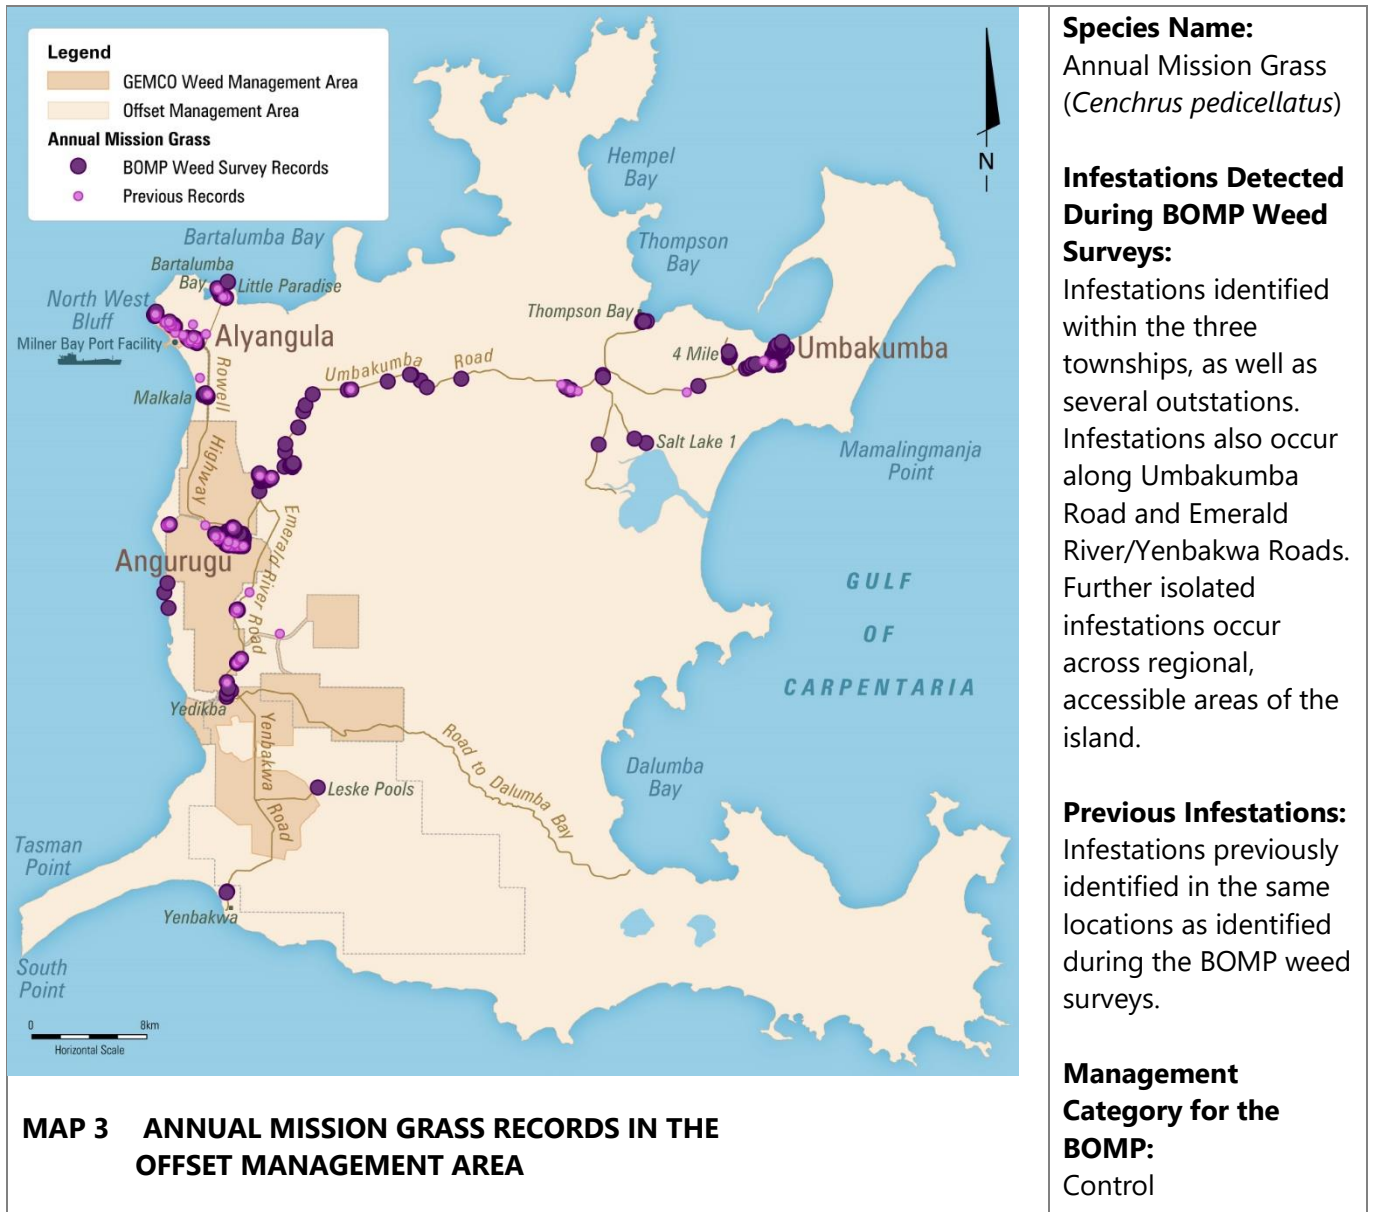 Legend
GEMCO Weed Management Area
Offset Management Area
Annual Mission Grass
BOMP Weed Survey Records
Previous Records
N
Hempel
Bay
Bartalumba Bay
Thompson
Bay
Bartalumba
Bay
Little Paradise
North West
Bluff
Thompson Bay
Alyangula
Milner Bay Port Facility
4 Mile
Umbakumba
Umbakumba Road
Rowell
Highway
Malkala
Salt Lake 1
Mamalingmanja
Point
Emerald River Road
Angurugu
GULF
OF
CARPENTARIA
Yedikba
Yenbakwa
Road
Road to Dalumba Bay
Dalumba
Bay
Leske Pools
Tasman
Point
Yenbakwa
South
Point
0 8km
Horizontal Scale
MAP 3 ANNUAL MISSION GRASS RECORDS IN THE
OFFSET MANAGEMENT AREA
Species Name:
Annual Mission Grass
(Cenchrus pedicellatus)
Infestations Detected
During BOMP Weed
Surveys:
Infestations identified
within the three
townships, as well as
several outstations.
Infestations also occur
along Umbakumba
Road and Emerald
River/Yenbakwa Roads.
Further isolated
infestations occur
across regional,
accessible areas of the
island.
Previous Infestations:
Infestations previously
identified in the same
locations as identified
during the BOMP weed
surveys.
Management
Category for the
BOMP:
Control